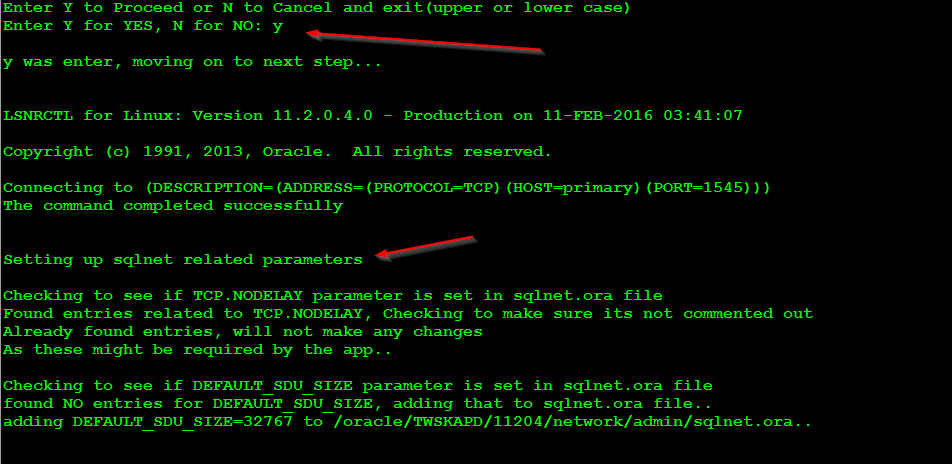 Enter Y to Proceed or N to Cancel and exit(upper or lower case)
Enter Y for YES, N for NO: y
y was enter, moving on to next step...
LSNRCTL for Linux: Version 11.2.0.4.0 - Production on 11-FEB-2016 03:41:07
Copyright (c) 1991, 2013, Oracle.  All rights reserved.
Connecting to (DESCRIPTION=(ADDRESS=(PROTOCOL=TCP)(HOST=primary)(PORT=1545)))
The command completed successfully
Setting up sqlnet related parameters
Checking to see if TCP.NODELAY parameter is set in sqlnet.ora file
Found entries related to TCP.NODELAY, Checking to make sure its not commented out
Already found entries, will not make any changes
As these might be required by the app..
Checking to see if DEFAULT_SDU_SIZE parameter is set in sqlnet.ora file
found NO entries for DEFAULT_SDU_SIZE, adding that to sqlnet.ora file..
adding DEFAULT_SDU_SIZE=32767 to /oracle/TWSKAPD/11204/network/admin/sqlnet.ora..